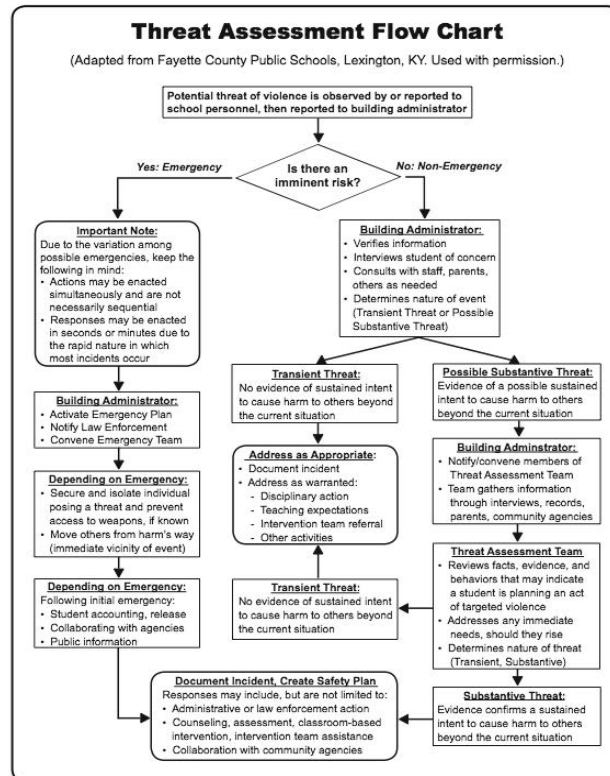 Threat Assessment Flow Chart
(Adapted from Fayette County Public Schools, Lexington, KY. Used with permission.)
Potential threat of violence is observed by or reported to
school personnel, then reported to building administrator
Is there an
imminent risk?
Yes: Emergency
No: Non-Emergency
Important Note:
Due to the variation among
possible emergencies, keep the
following in mind:
• Actions may be enacted
simultaneously and are not
necessarily sequential
• Responses may be enacted
in seconds or minutes due to
the rapid nature in which
most incidents occur
Building Administrator:
• Activate Emergency Plan
• Notify Law Enforcement
• Convene Emergency Team
Depending on Emergency:
• Secure and isolate individual
posing a threat and prevent
access to weapons, if known
• Move others from harm's way
(immediate vicinity of event)
Depending on Emergency:
Following initial emergency:
• Student accounting, release
• Collaborating with agencies
• Public information
Building Administrator:
• Verifies information
• Interviews student of concern
• Consults with staff, parents,
others as needed
• Determines nature of event
(Transient Threat or Possible
Substantive Threat)
Transient Threat:
No evidence of sustained intent
to cause harm to others beyond
the current situation
Address as Appropriate:
• Document incident
• Address as warranted:
- Disciplinary action
- Teaching expectations
- Intervention team referral
- Other activities
Possible Substantive Threat:
Evidence of a possible sustained
intent to cause harm to others
beyond the current situation
Building Adminstrator:
• Notify/convene members of
Threat Assessment Team
• Team gathers information
through interviews, records,
parents, community agencies
Threat Assessment Team
• Reviews facts, evidence, and
behaviors that may indicate
a student is planning an act
of targeted violence
• Addresses any immediate
needs, should they rise
• Determines nature of threat
(Transient, Substantive)
Transient Threat:
No evidence of sustained intent
to cause harm to others beyond
the current situation
Substantive Threat:
Evidence confirms a sustained
intent to cause harm to others
beyond the current situation
Document Incident, Create Safety Plan
Responses may include, but are not limited to:
• Administrative or law enforcement action
• Counseling, assessment, classroom-based
intervention, intervention team assistance
• Collaboration with community agencies